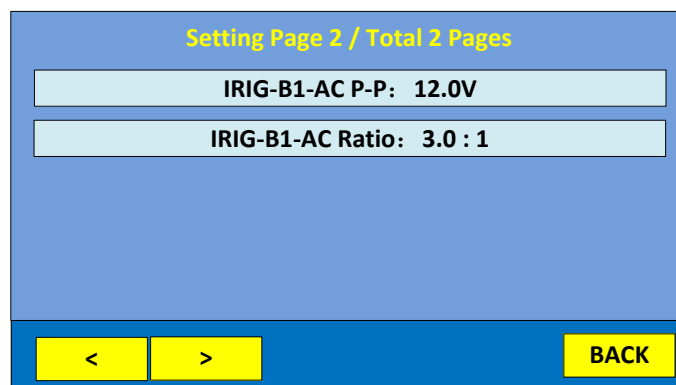 Setting Page 2 / Total 2 Pages
IRIG-B1-AC P-P： 12.0V
IRIG-B1-AC Ratio： 3.0 : 1
< > BACK